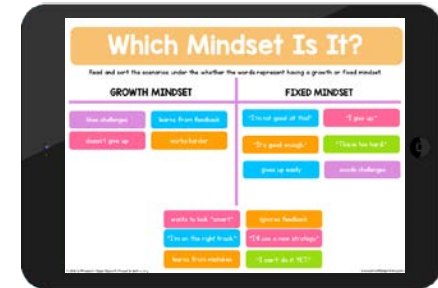 Which Mindset Is It?
Read and sort the scenarios under the whether the words represent having a growth or fixed mindset.
GROWTH MINDSET
FIXED MINDSET
likes challenges
learns from feedback
doesn't give up
works harder
"I'm not good at that"
"I give up."
"It's good enough."
"This is too hard."
gives up easily
avoids challenges
wants to look "smart"
ignores feedback
"I'm on the right track."
"I'll use a new strategy."
learns from mistakes
"I can't do it YET!"